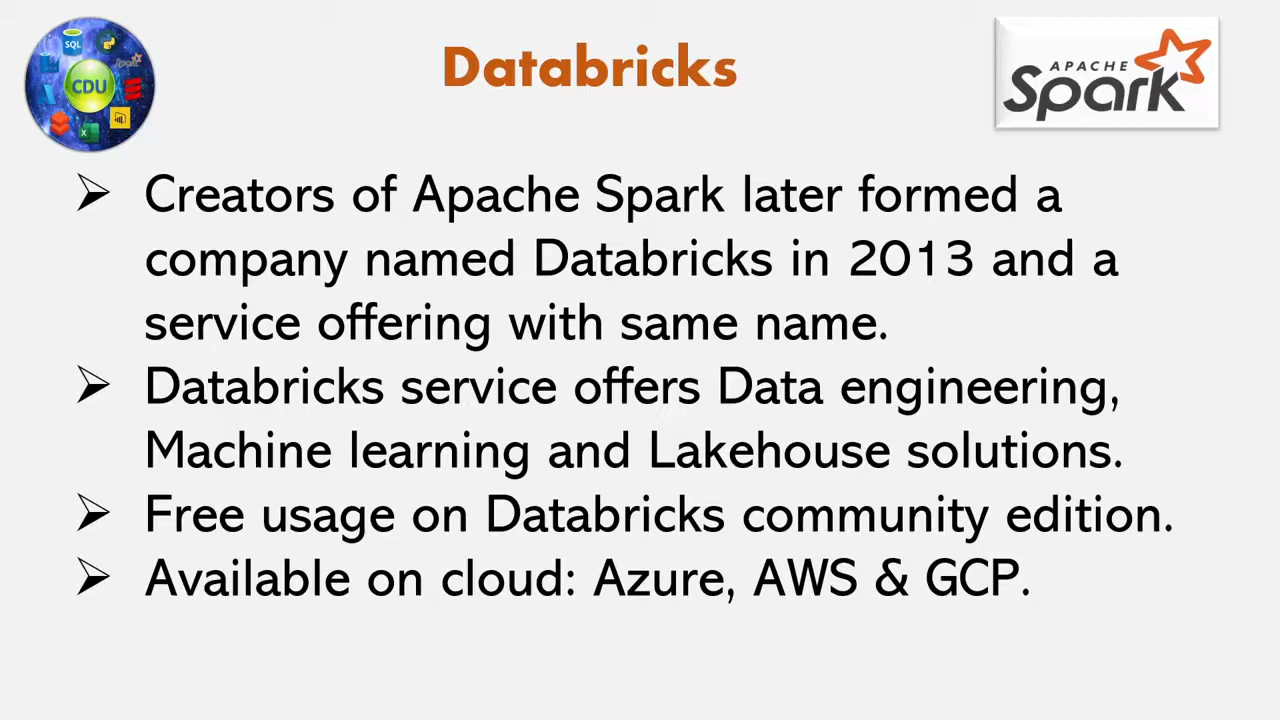 SQL
CDU
Databricks
APACHE
Spark
Creators of Apache Spark later formed a
company named Databricks in 2013 and a
service offering with same name.
Databricks service offers Data engineering,
Machine learning and Lakehouse solutions.
Free usage on Databricks community edition.
Available on cloud: Azure, AWS & GCP.